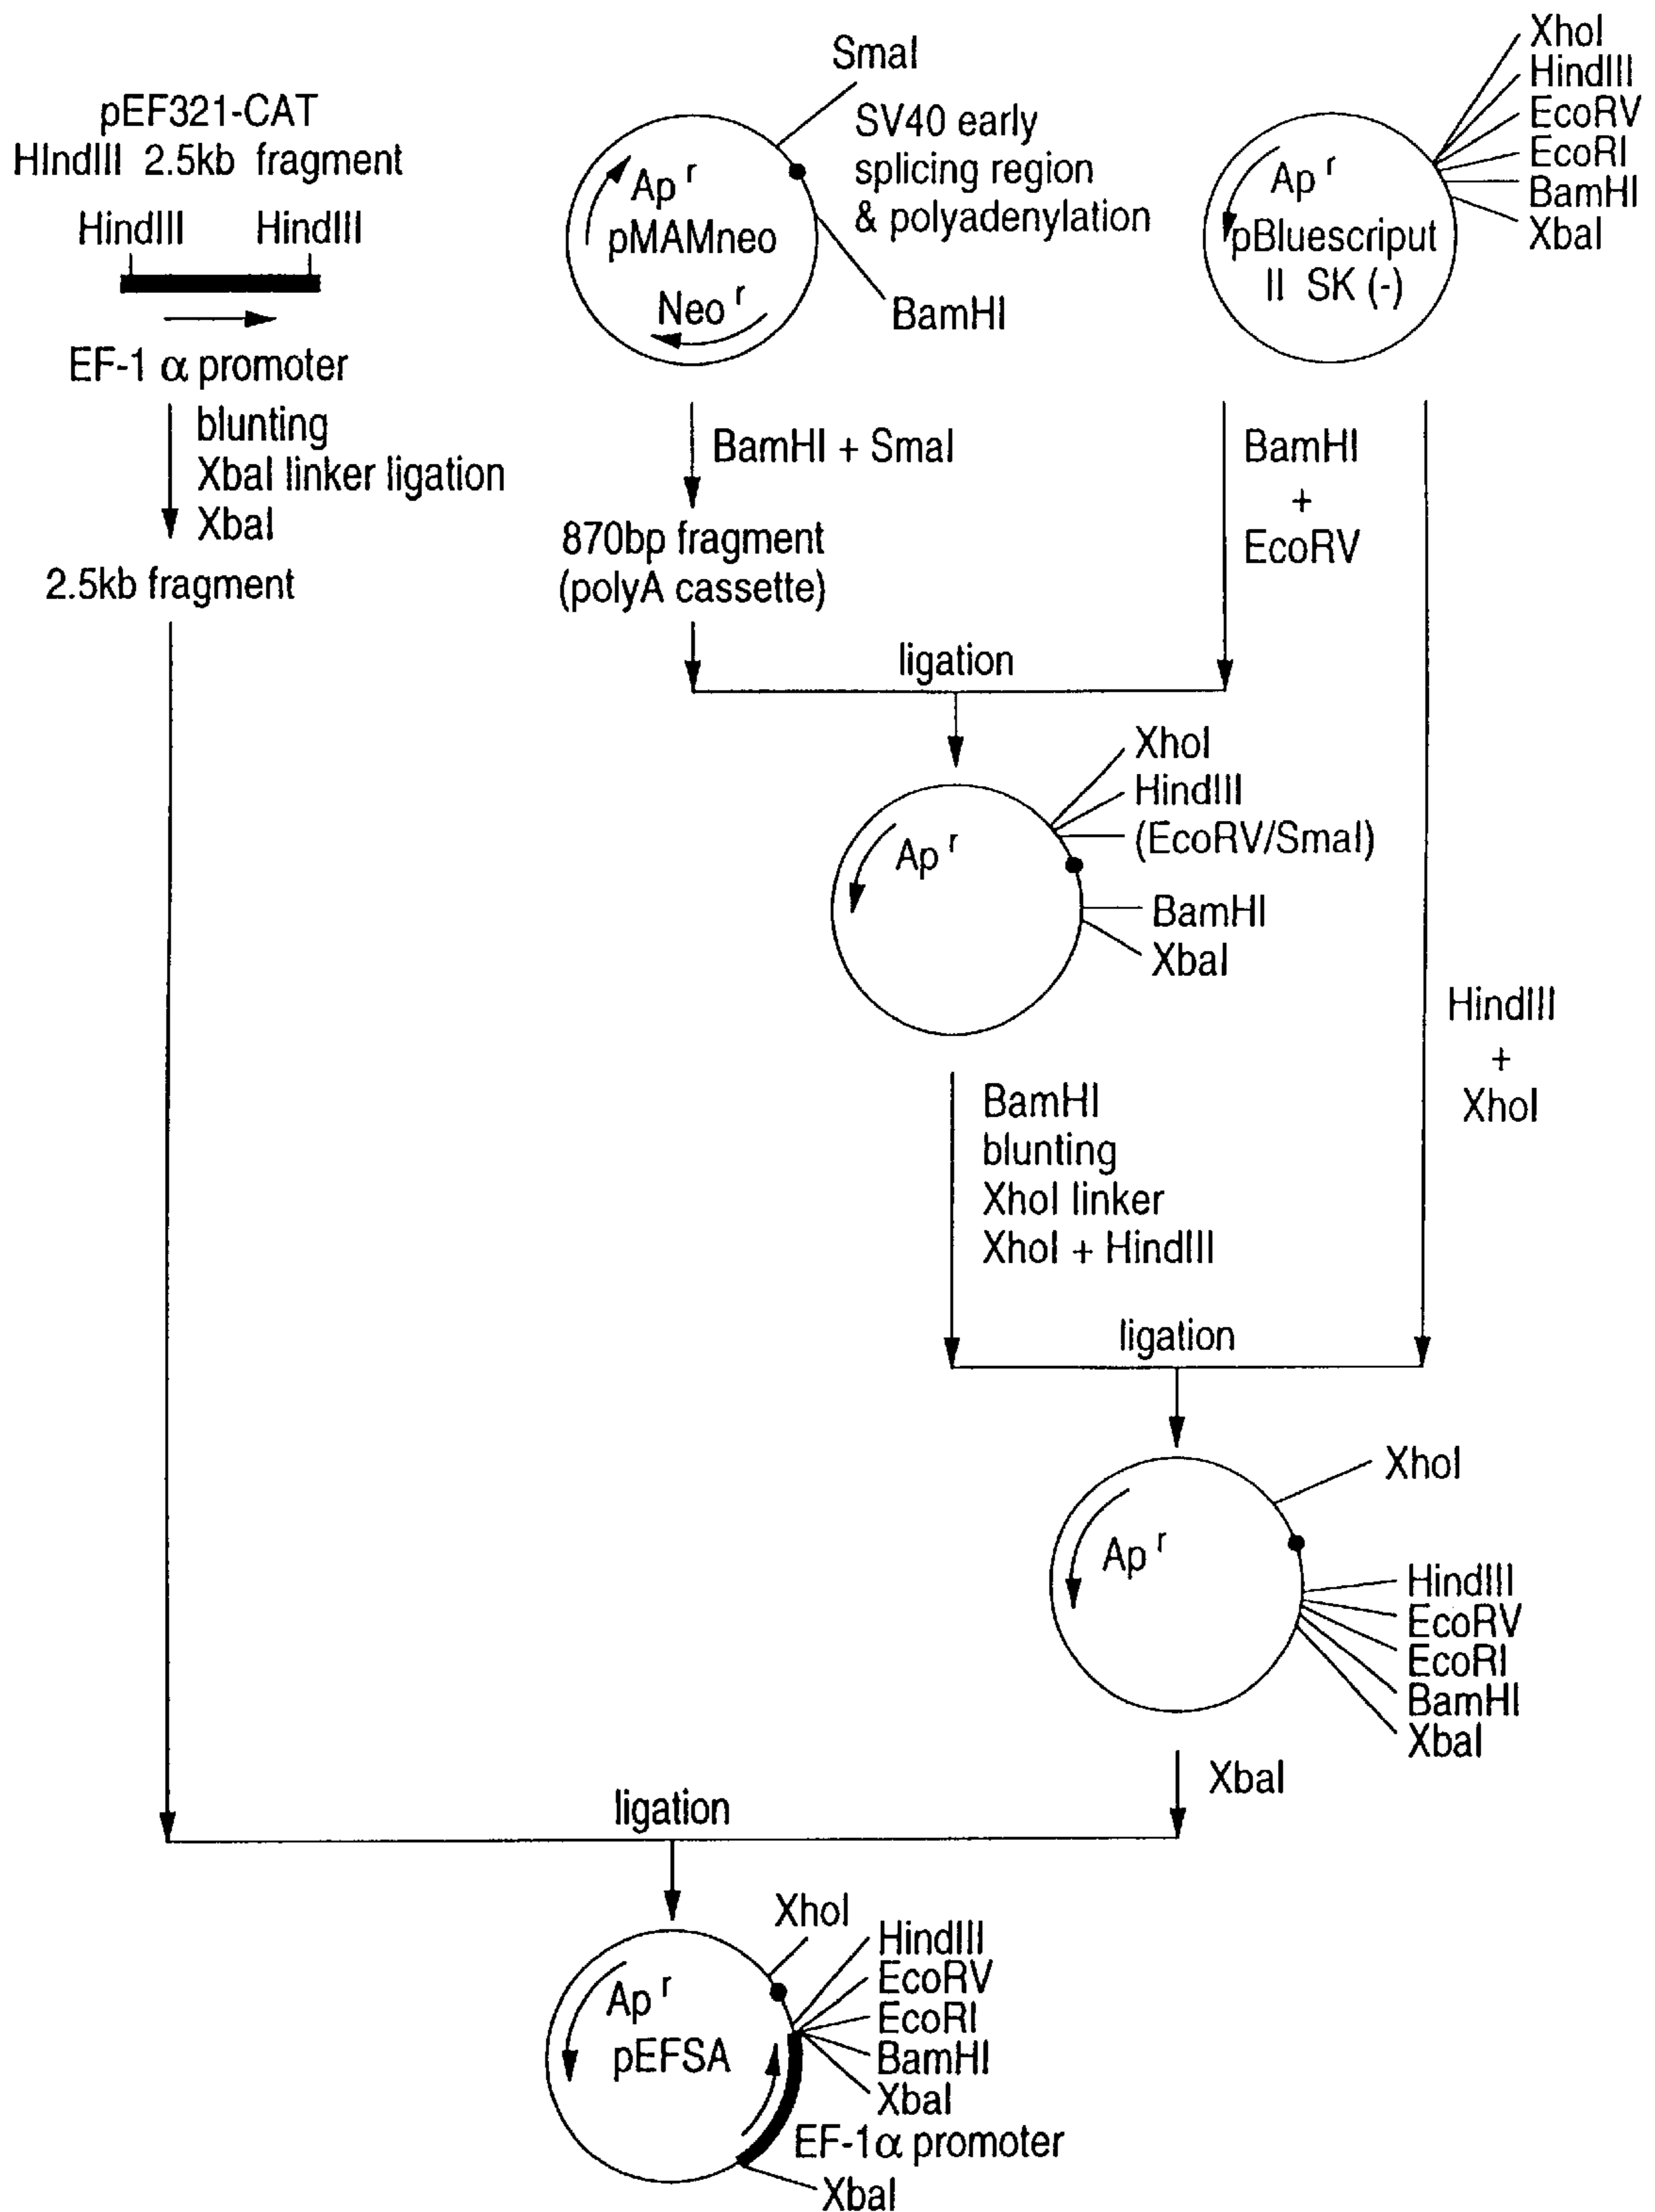 pEF321-CAT
HIndIII 2.5kb fragment
HindIII HindIII
EF-1 α promoter
blunting
XbaI linker ligation
XbaI
2.5kb fragment
SmaI
SV40 early
splicing region
& polyadenylation
Ap r
pMAMneo
Neo r
BamHI
BamHI + SmaI
870bp fragment
(polyA cassette)
XhoI
HindIII
EcoRV
EcoRI
BamHI
XbaI
Ap r
pBluescriput
II SK (-)
BamHI
+
EcoRV
ligation
XhoI
HindIII
(EcoRV/SmaI)
Ap r
BamHI
XbaI
BamHI
blunting
XhoI linker
XhoI + HindIII
HindIII
+
XhoI
ligation
XhoI
Ap r
HindIII
EcoRV
EcoRI
BamHI
XbaI
XbaI
ligation
XhoI
HindIII
EcoRV
EcoRI
BamHI
XbaI
Ap r
pEFSA
EF-1α promoter
XbaI